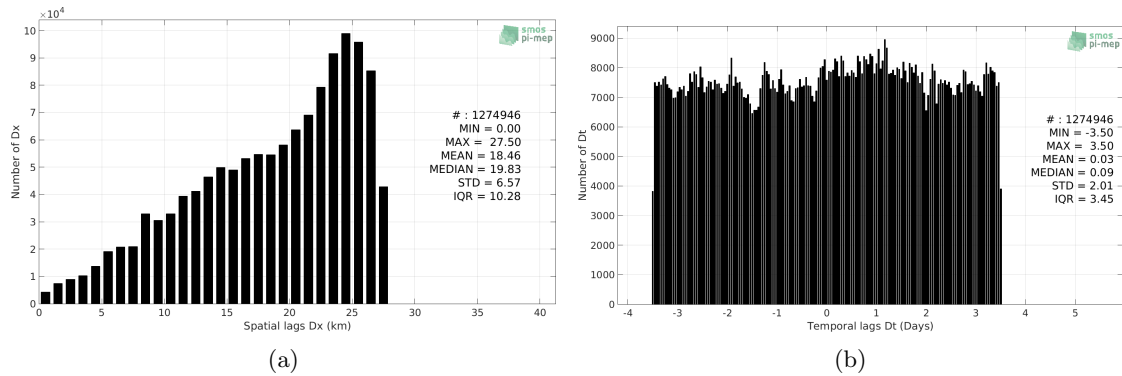 ×10⁴
10
9
8
7
6
5
4
3
2
1
0
Number of Dx
0 5 10 15 20 25 30 35 40
Spatial lags Dx (km)
smos
pi-mep
# : 1274946
MIN = 0.00
MAX = 27.50
MEAN = 18.46
MEDIAN = 19.83
STD = 6.57
IQR = 10.28
(a)
9000
8000
7000
6000
5000
4000
3000
2000
1000
0
Number of Dt
-4 -3 -2 -1 0 1 2 3 4 5
Temporal lags Dt (Days)
smos
pi-mep
# : 1274946
MIN = -3.50
MAX = 3.50
MEAN = 0.03
MEDIAN = 0.09
STD = 2.01
IQR = 3.45
(b)